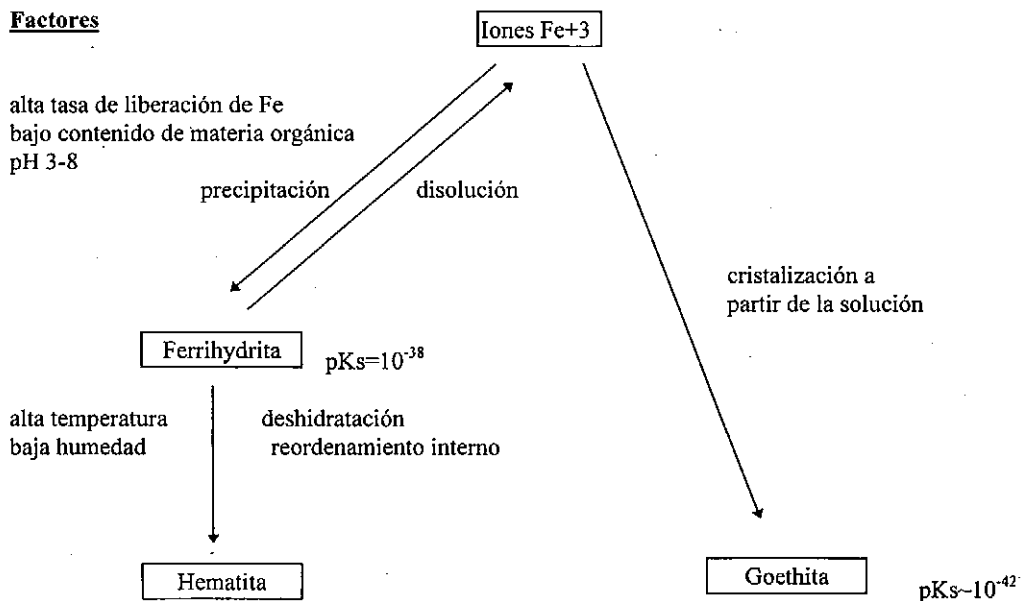 Factores
Iones Fe+3
alta tasa de liberación de Fe
bajo contenido de materia orgánica
pH 3-8
precipitación
disolución
cristalización a
partir de la solución
Ferrihydrita
pKs=10⁻³⁸
alta temperatura
baja humedad
deshidratación
reordenamiento interno
Hematita
Goethita
pKs~10⁻⁴²